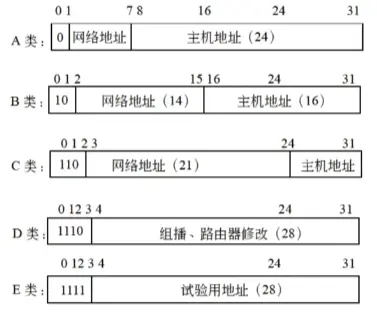 0 1 7 8 16 24 31
A 类: 0 网络地址 主机地址（24）
0 1 2 15 16 24 31
B 类: 10 网络地址（14） 主机地址（16）
0 1 2 3 24 31
C 类: 110 网络地址（21） 主机地址
0 12 3 4 24 31
D 类: 1110 组播、路由器修改（28）
0 12 3 4 24 31
E 类: 1111 试验用地址（28）